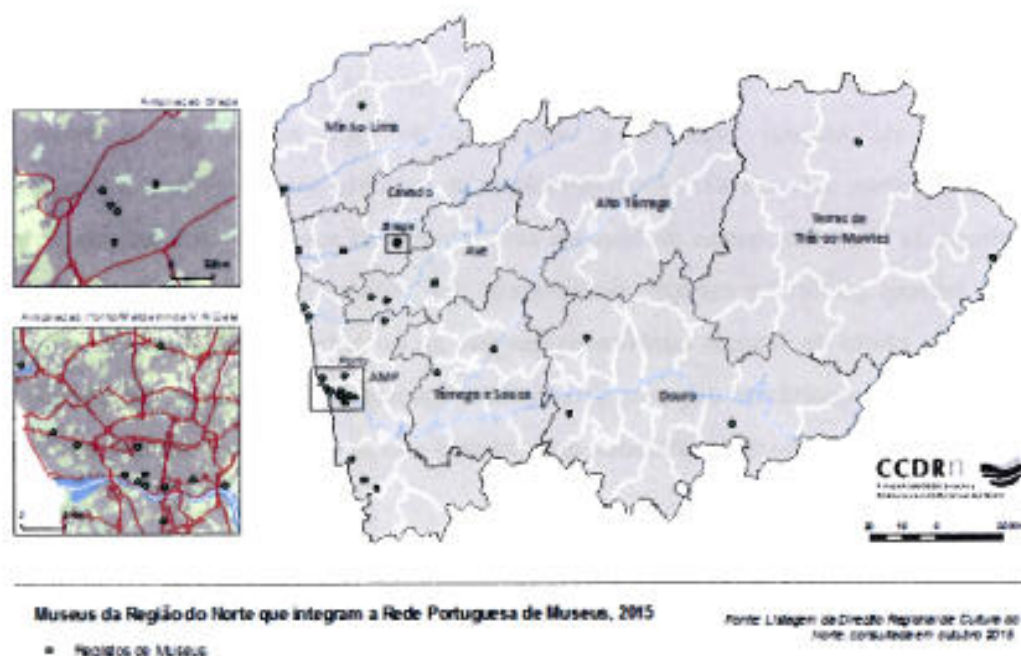 Ampliação Braga
Minho-Lima
Cávado
Braga
Alto Tâmega
Terras de
Trás-os-Montes
Ave
Porto
AMP
Tâmega e Sousa
Douro
Museus da Região do Norte que integram a Rede Portuguesa de Museus, 2015
Fonte: Listagem da Direção Regional de Cultura do
Norte, consultada em outubro 2015
Registos de Museus
CCDRn